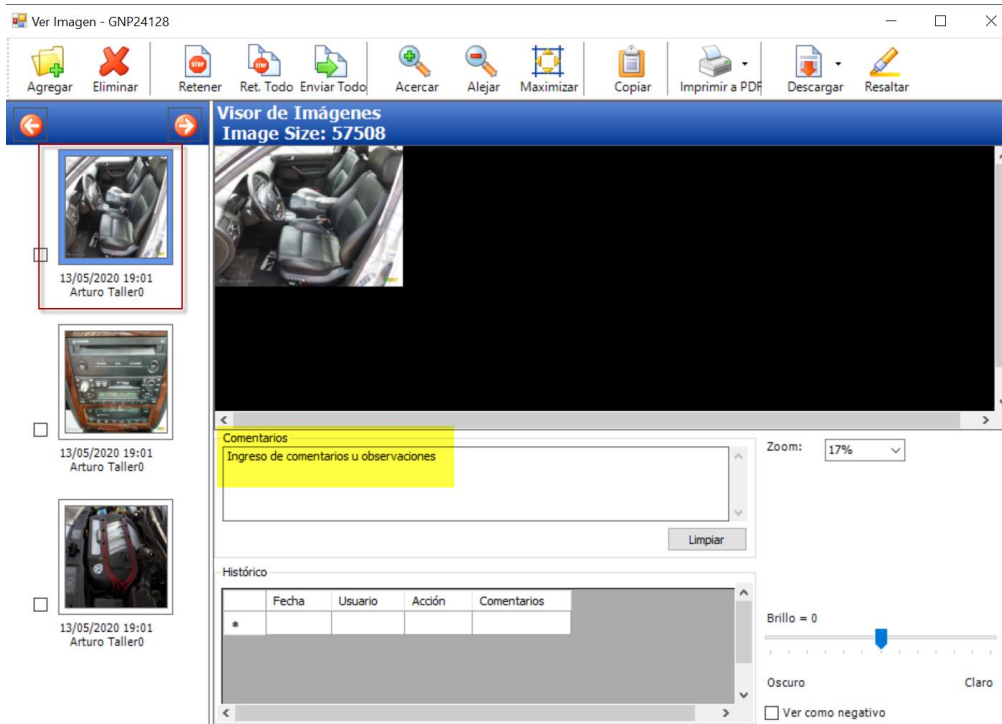 Ver Imagen - GNP24128
Agregar
Eliminar
Retener
Ret. Todo
Enviar Todo
Acercar
Alejar
Maximizar
Copiar
Imprimir a PDF
Descargar
Resaltar
Visor de Imágenes
Image Size: 57508
13/05/2020 19:01
Arturo Taller0
13/05/2020 19:01
Arturo Taller0
13/05/2020 19:01
Arturo Taller0
Comentarios
Ingreso de comentarios u observaciones
Limpiar
Zoom:
17%
Histórico
Fecha Usuario Acción Comentarios
*
Brillo = 0
Oscuro Claro
Ver como negativo